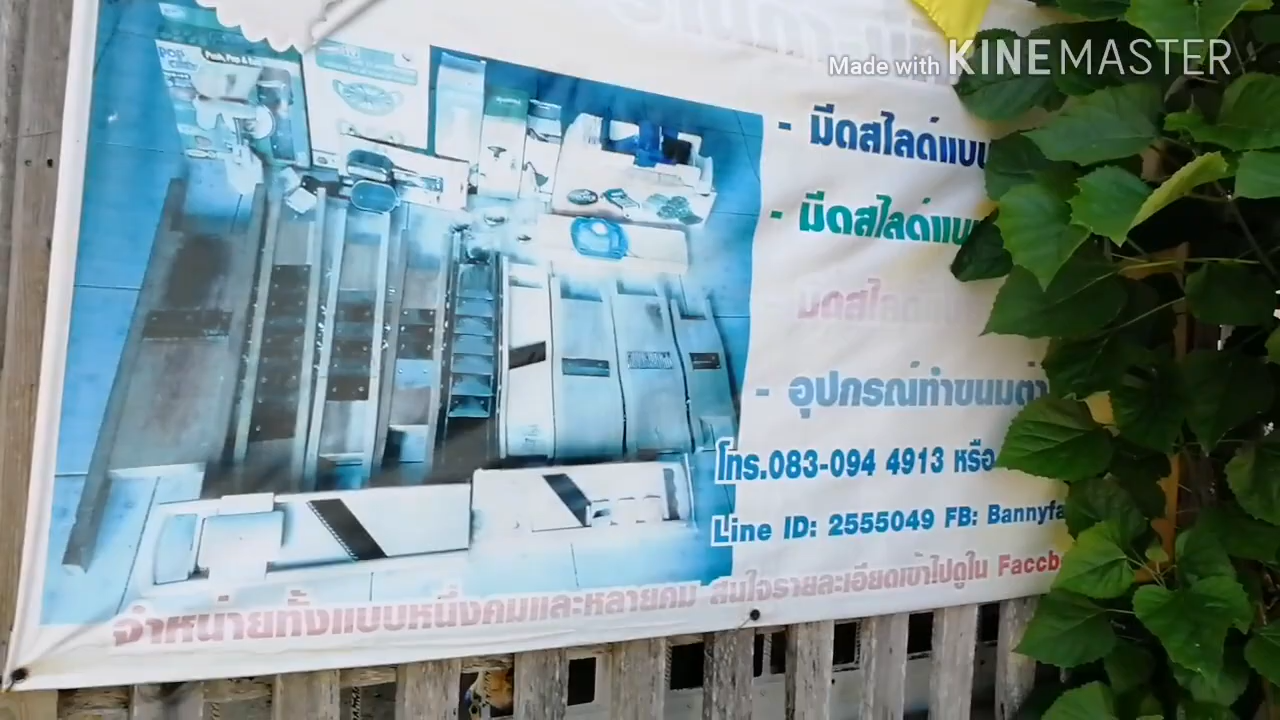 Made with KINEMASTER
- มีดสไลด์แบบ
- มีดสไลด์แบบ
- มีดสไลด์
- อุปกรณ์ทำขนมต่า
โทร.083-094 4913 หรือ
Line ID: 2555049 FB: Bannyfa
จำหน่ายทั้งแบบหนึ่งคมและหลายคม สนใจรายละเอียดเข้าไปดูใน Faceb